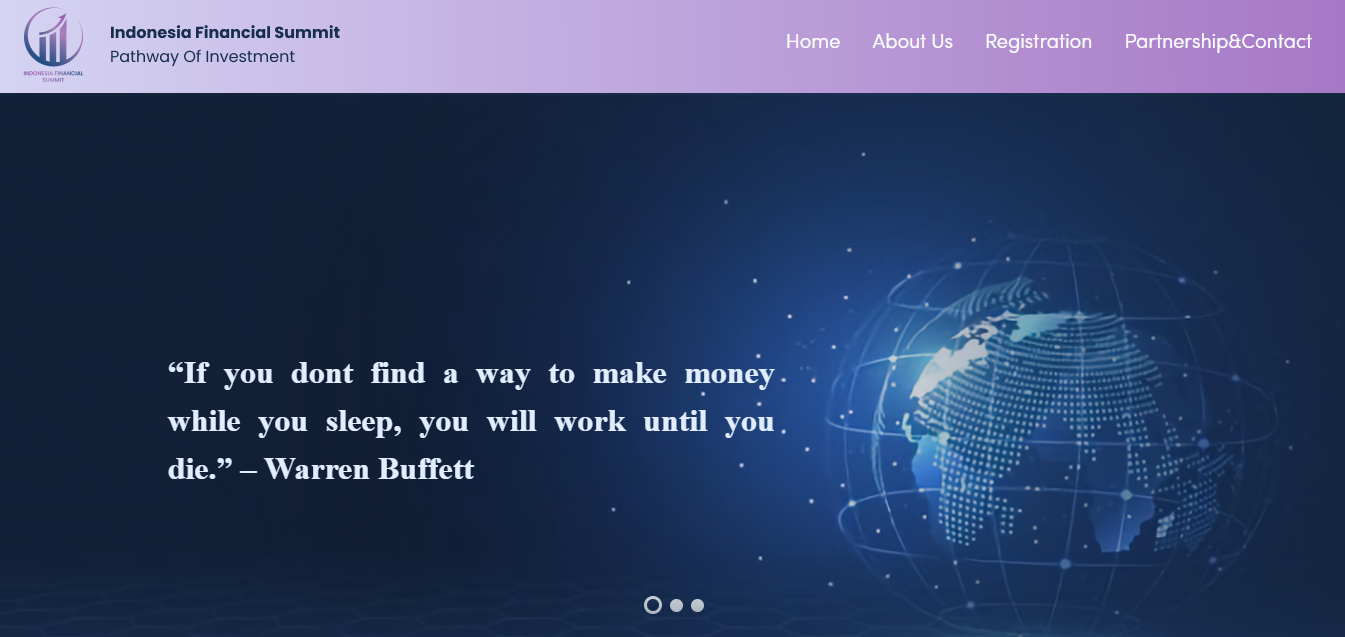 Indonesia Financial Summit
Pathway Of Investment
INDONESIA FINANCIAL
SUMMIT
Home About Us Registration Partnership&Contact
“If you dont find a way to make money
while you sleep, you will work until you
die.” – Warren Buffett